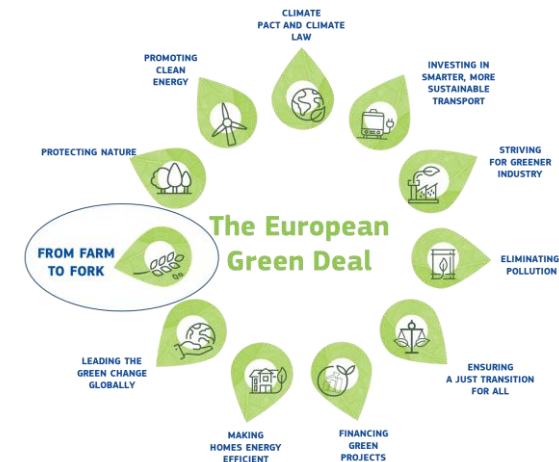 CLIMATE
PACT AND CLIMATE
LAW
INVESTING IN
SMARTER, MORE
SUSTAINABLE
TRANSPORT
STRIVING
FOR GREENER
INDUSTRY
ELIMINATING
POLLUTION
ENSURING
A JUST TRANSITION
FOR ALL
FINANCING
GREEN
PROJECTS
MAKING
HOMES ENERGY
EFFICIENT
LEADING THE
GREEN CHANGE
GLOBALLY
FROM FARM
TO FORK
PROTECTING NATURE
PROMOTING
CLEAN
ENERGY
The European
Green Deal